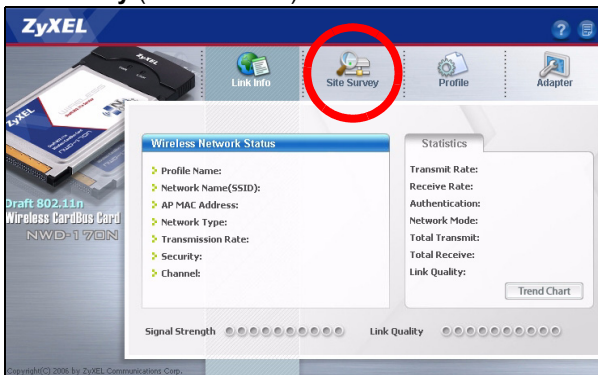 ZyXEL
Link Info
Site Survey
Profile
Adapter
ZyXEL
Draft 802.11n
Wireless CardBus Card
NWD-170N
Wireless Network Status
Profile Name:
Network Name(SSID):
AP MAC Address:
Network Type:
Transmission Rate:
Security:
Channel:
Statistics
Transmit Rate:
Receive Rate:
Authentication:
Network Mode:
Total Transmit:
Total Receive:
Link Quality:
Trend Chart
Signal Strength
Link Quality
Copyright(C) 2006 by ZyXEL Communications Corp.